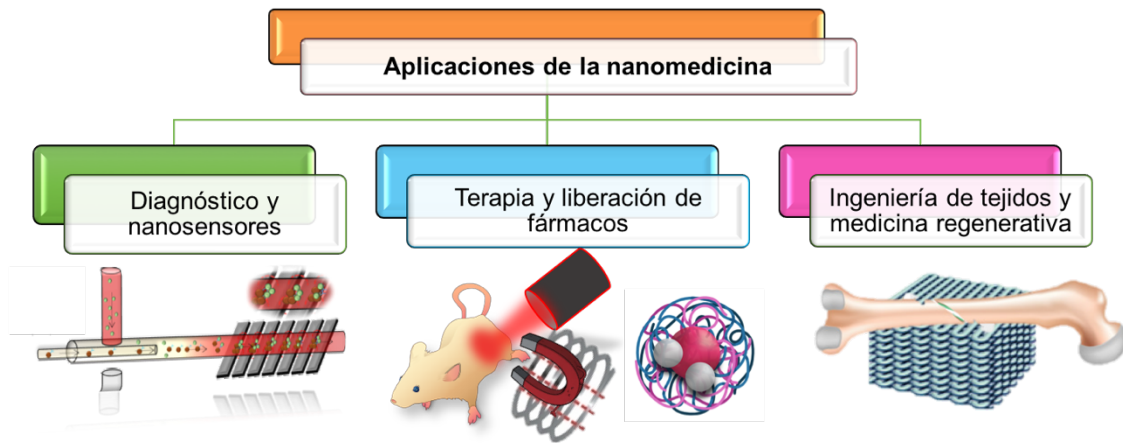 Aplicaciones de la nanomedicina
Diagnóstico y
nanosensores
Terapia y liberación de
fármacos
Ingeniería de tejidos y
medicina regenerativa